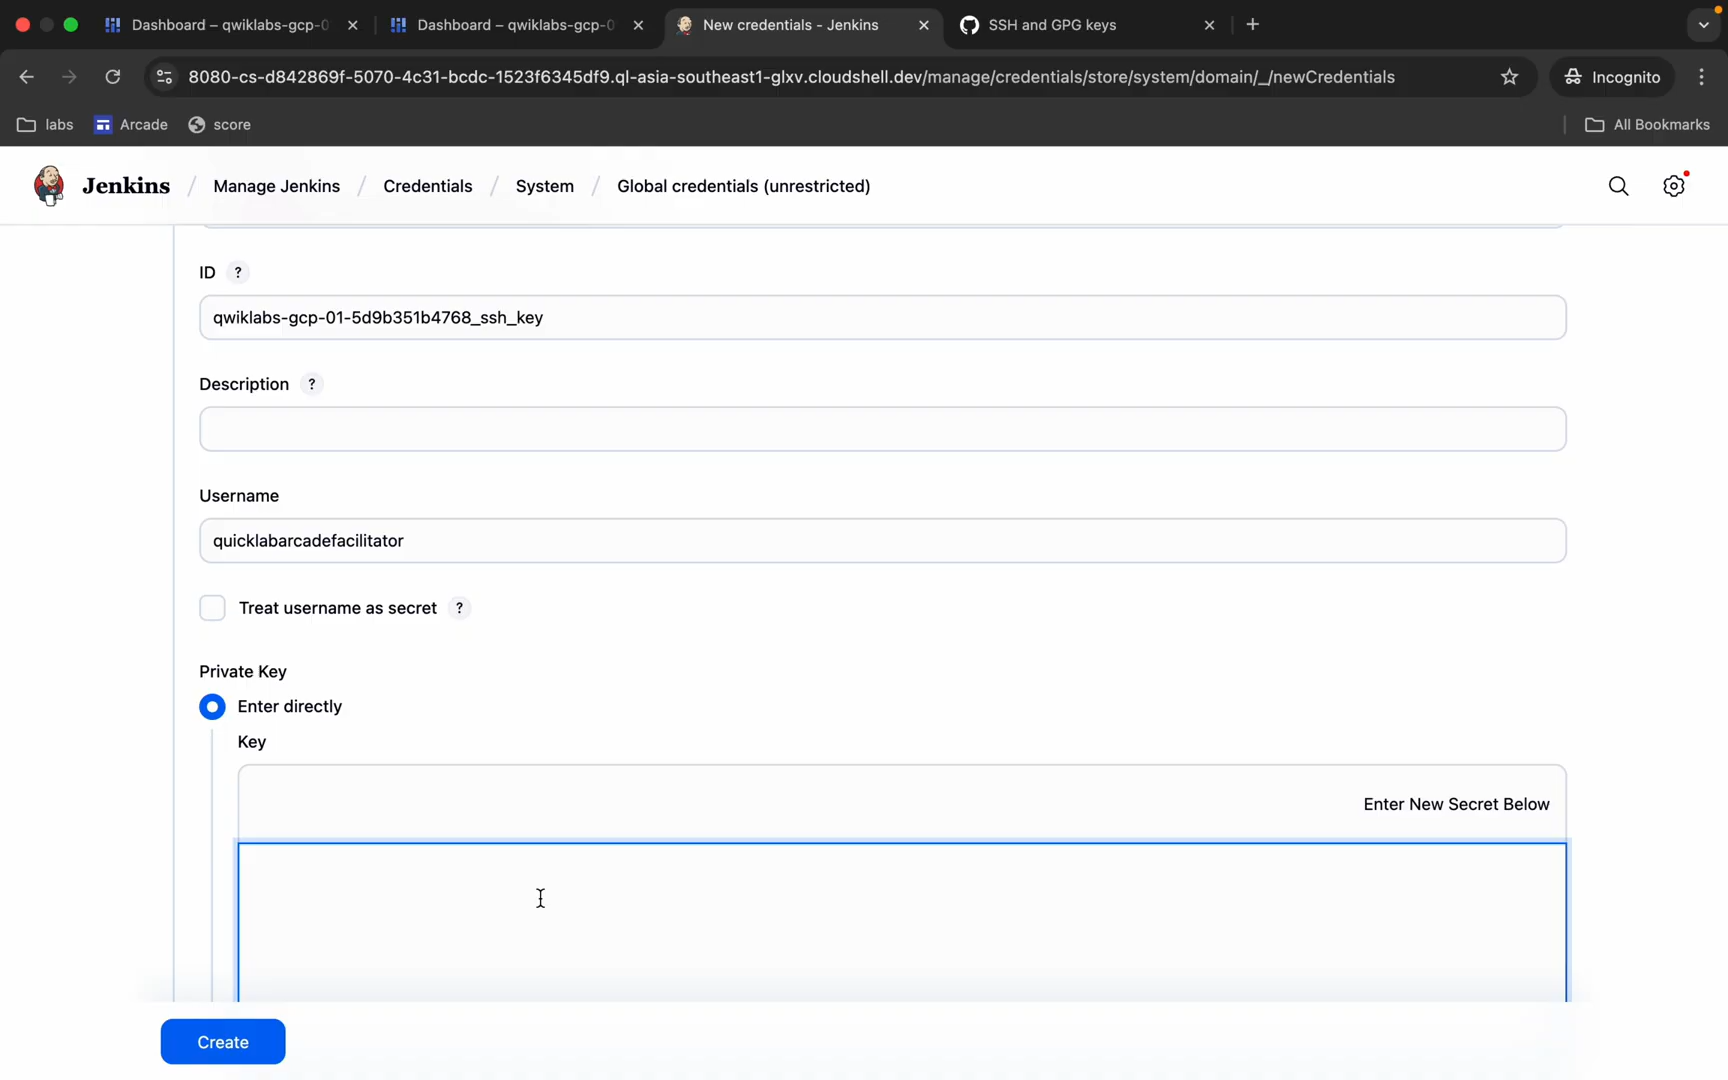 Dashboard – qwiklabs-gcp-0
Dashboard – qwiklabs-gcp-0
New credentials - Jenkins
SSH and GPG keys
8080-cs-d842869f-5070-4c31-bcdc-1523f6345df9.ql-asia-southeast1-glxv.cloudshell.dev/manage/credentials/store/system/domain/_/newCredentials
Incognito
labs
Arcade
score
All Bookmarks
Jenkins / Manage Jenkins / Credentials / System / Global credentials (unrestricted)
ID ?
qwiklabs-gcp-01-5d9b351b4768_ssh_key
Description ?
Username
quicklabarcadefacilitator
Treat username as secret ?
Private Key
Enter directly
Key
Enter New Secret Below
Create